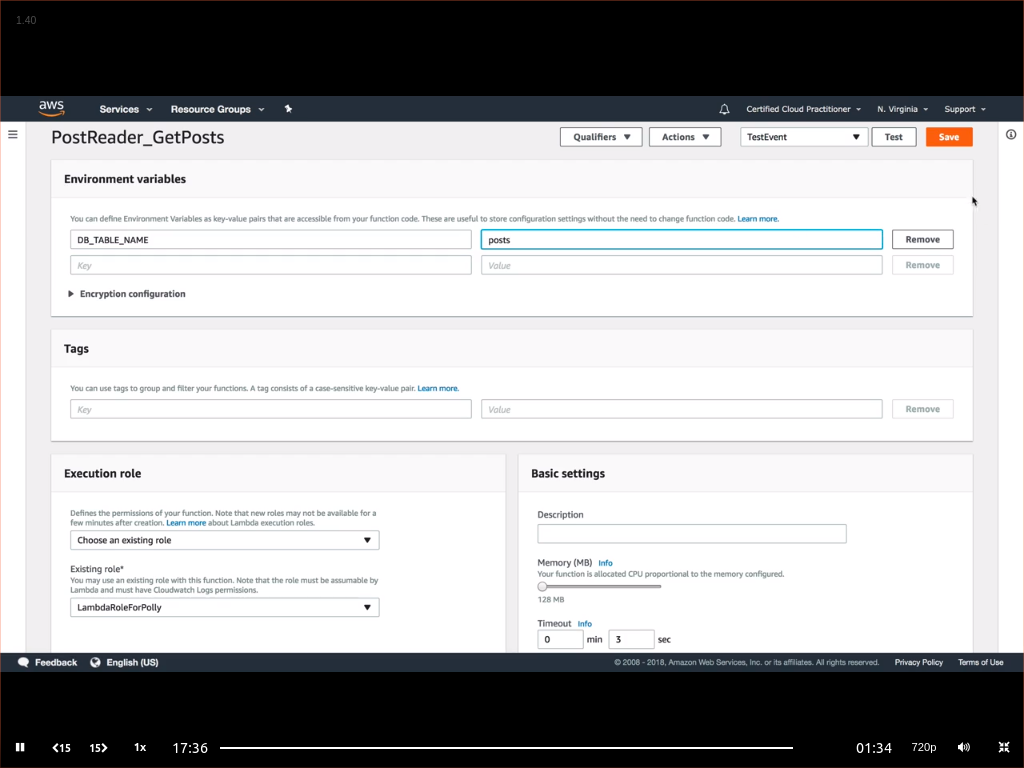 1.40
aws
Services
Resource Groups
Certified Cloud Practitioner
N. Virginia
Support
PostReader_GetPosts
Qualifiers
Actions
TestEvent
Test
Save
Environment variables
You can define Environment Variables as key-value pairs that are accessible from your function code. These are useful to store configuration settings without the need to change function code. Learn more.
DB_TABLE_NAME
posts
Remove
Key
Value
Remove
Encryption configuration
Tags
You can use tags to group and filter your functions. A tag consists of a case-sensitive key-value pair. Learn more.
Key
Value
Remove
Execution role
Defines the permissions of your function. Note that new roles may not be available for a
few minutes after creation. Learn more about Lambda execution roles.
Choose an existing role
Existing role*
You may use an existing role with this function. Note that the role must be assumable by
Lambda and must have Cloudwatch Logs permissions.
LambdaRoleForPolly
Basic settings
Description
Memory (MB) Info
Your function is allocated CPU proportional to the memory configured.
128 MB
Timeout Info
0 min 3 sec
Feedback
English (US)
© 2008 - 2018, Amazon Web Services, Inc. or its affiliates. All rights reserved.
Privacy Policy
Terms of Use
15
15
1x
17:36
01:34
720p